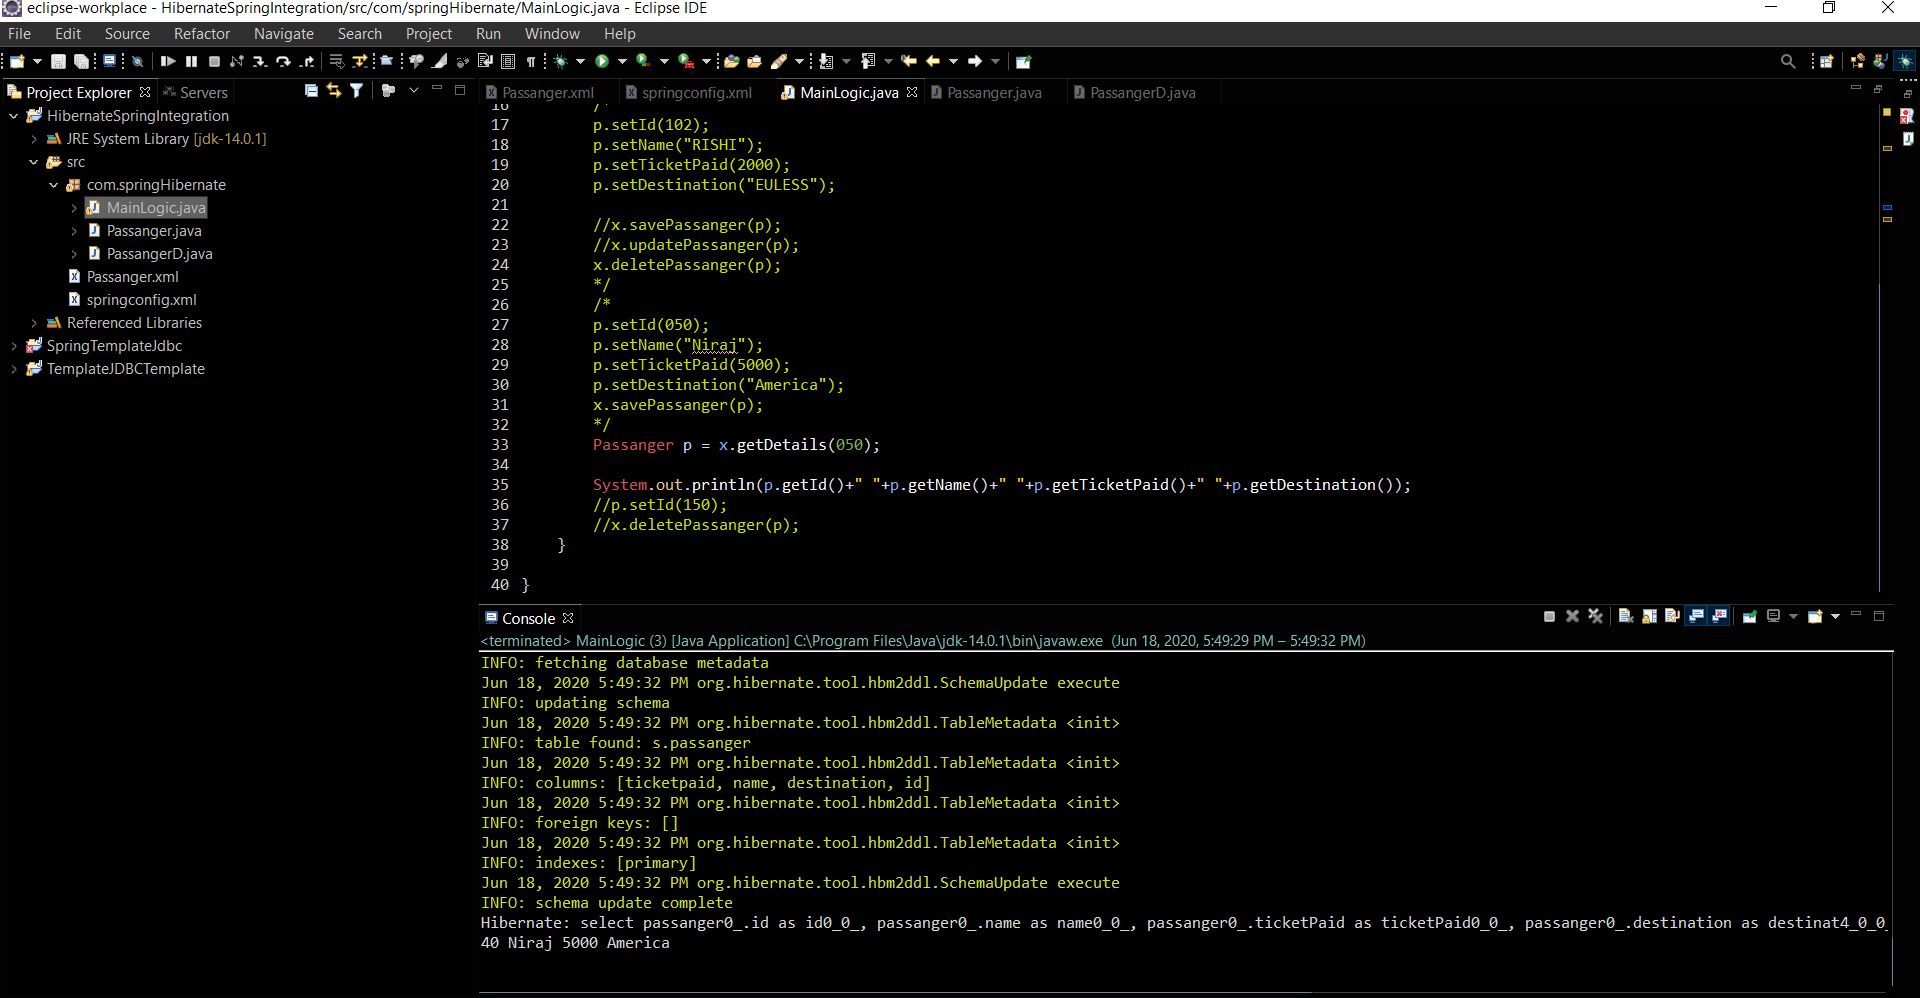 eclipse-workplace - HibernateSpringIntegration/src/com/springHibernate/MainLogic.java - Eclipse IDE
File Edit Source Refactor Navigate Search Project Run Window Help
Project Explorer Servers
HibernateSpringIntegration
JRE System Library [jdk-14.0.1]
src
com.springHibernate
MainLogic.java
Passanger.java
PassangerD.java
Passanger.xml
springconfig.xml
Referenced Libraries
SpringTemplateJdbc
TemplateJDBCTemplate
Passanger.xml springconfig.xml MainLogic.java Passanger.java PassangerD.java
16 /*
17 p.setId(102);
18 p.setName("RISHI");
19 p.setTicketPaid(2000);
20 p.setDestination("EULESS");
21
22 //x.savePassanger(p);
23 //x.updatePassanger(p);
24 x.deletePassanger(p);
25 */
26 /*
27 p.setId(050);
28 p.setName("Niraj");
29 p.setTicketPaid(5000);
30 p.setDestination("America");
31 x.savePassanger(p);
32 */
33 Passanger p = x.getDetails(050);
34
35 System.out.println(p.getId()+" "+p.getName()+" "+p.getTicketPaid()+" "+p.getDestination());
36 //p.setId(150);
37 //x.deletePassanger(p);
38 }
39
40 }
Console
<terminated> MainLogic (3) [Java Application] C:\Program Files\Java\jdk-14.0.1\bin\javaw.exe (Jun 18, 2020, 5:49:29 PM – 5:49:32 PM)
INFO: fetching database metadata
Jun 18, 2020 5:49:32 PM org.hibernate.tool.hbm2ddl.SchemaUpdate execute
INFO: updating schema
Jun 18, 2020 5:49:32 PM org.hibernate.tool.hbm2ddl.TableMetadata <init>
INFO: table found: s.passanger
Jun 18, 2020 5:49:32 PM org.hibernate.tool.hbm2ddl.TableMetadata <init>
INFO: columns: [ticketpaid, name, destination, id]
Jun 18, 2020 5:49:32 PM org.hibernate.tool.hbm2ddl.TableMetadata <init>
INFO: foreign keys: []
Jun 18, 2020 5:49:32 PM org.hibernate.tool.hbm2ddl.TableMetadata <init>
INFO: indexes: [primary]
Jun 18, 2020 5:49:32 PM org.hibernate.tool.hbm2ddl.SchemaUpdate execute
INFO: schema update complete
Hibernate: select passanger0_.id as id0_0_, passanger0_.name as name0_0_, passanger0_.ticketPaid as ticketPaid0_0_, passanger0_.destination as destinat4_0_0_
40 Niraj 5000 America